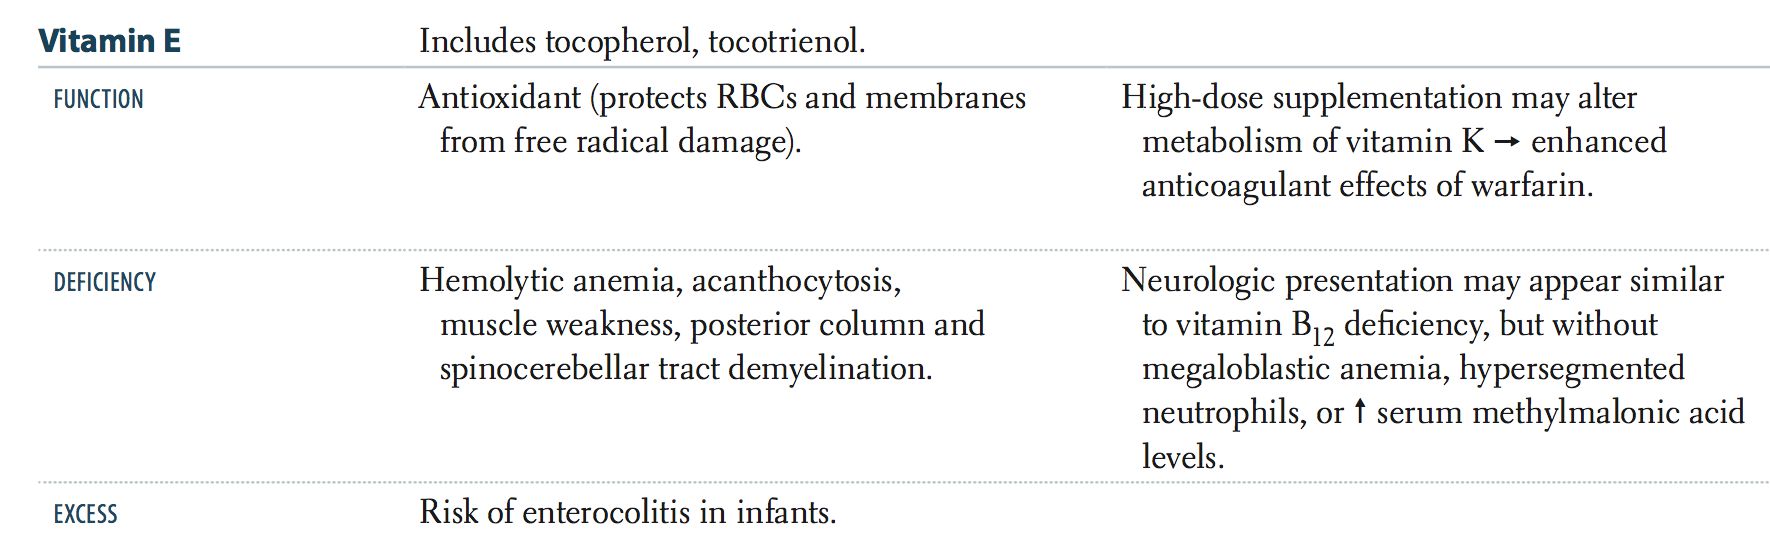 Vitamin E
Includes tocopherol, tocotrienol.
FUNCTION
Antioxidant (protects RBCs and membranes
from free radical damage).
High-dose supplementation may alter
metabolism of vitamin K → enhanced
anticoagulant effects of warfarin.
DEFICIENCY
Hemolytic anemia, acanthocytosis,
muscle weakness, posterior column and
spinocerebellar tract demyelination.
Neurologic presentation may appear similar
to vitamin B₁₂ deficiency, but without
megaloblastic anemia, hypersegmented
neutrophils, or ↑ serum methylmalonic acid
levels.
EXCESS
Risk of enterocolitis in infants.